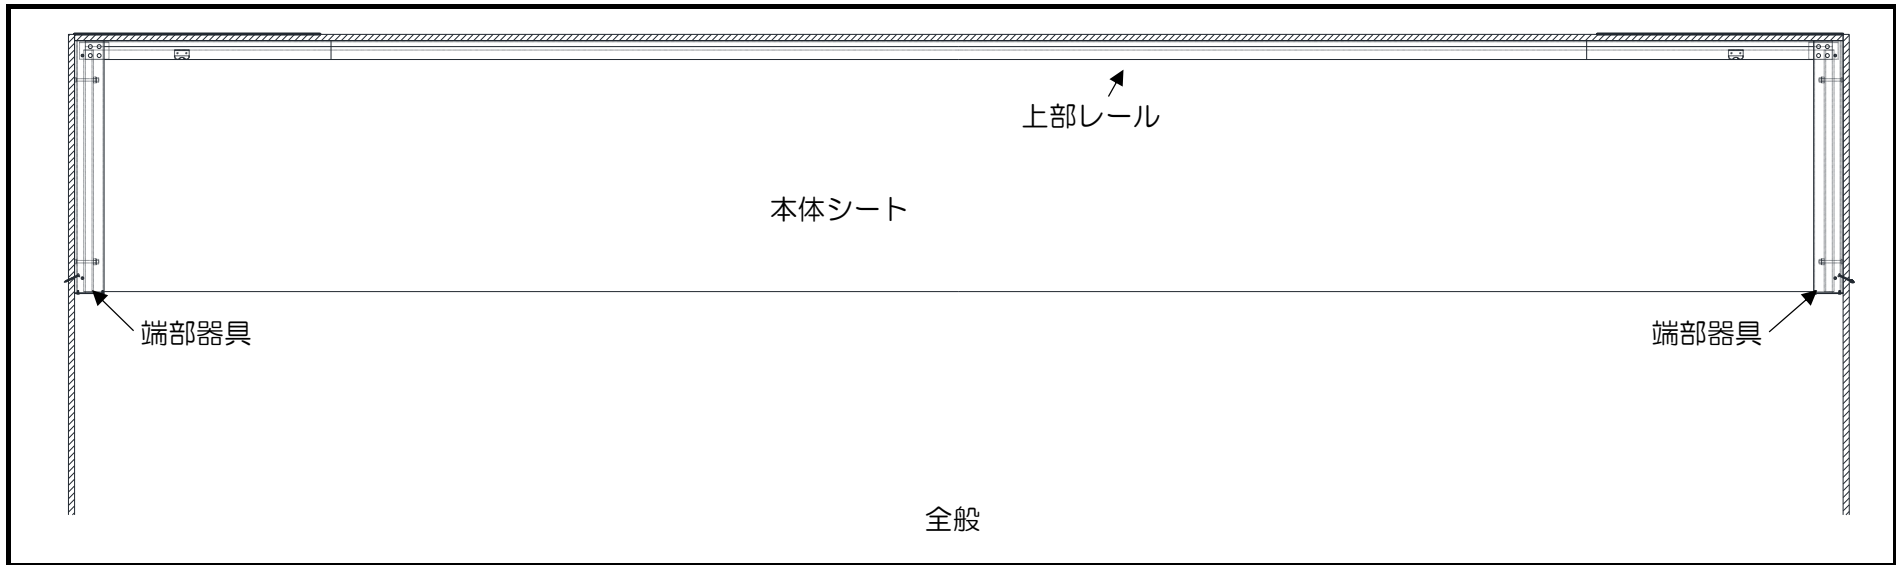 上部レール
本体シート
端部器具
端部器具
全般